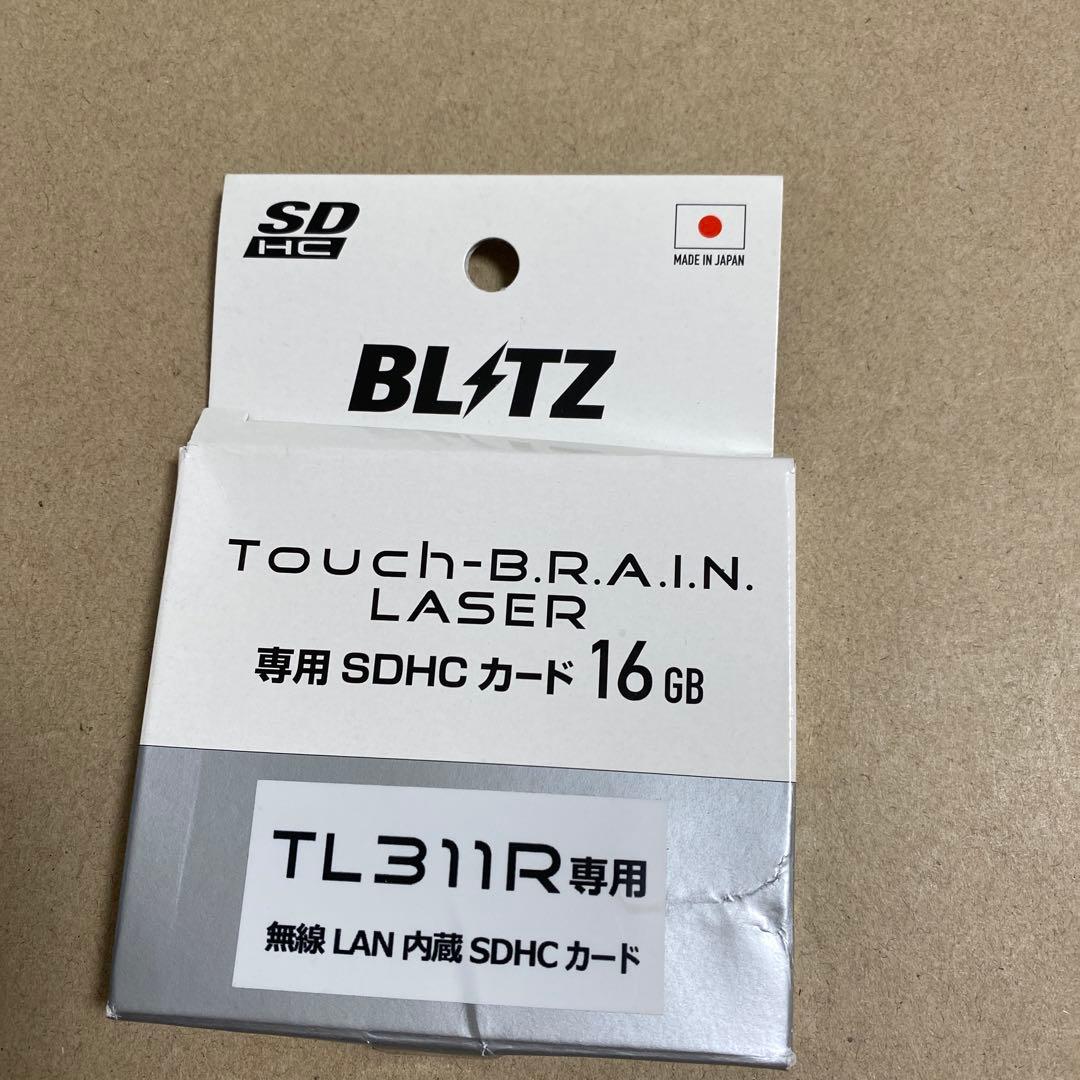 SD
HC
MADE IN JAPAN
BLITZ
Touch-B.R.A.I.N.
LASER
専用 SDHC カード 16 GB
TL311R専用
無線 LAN 内蔵 SDHC カード